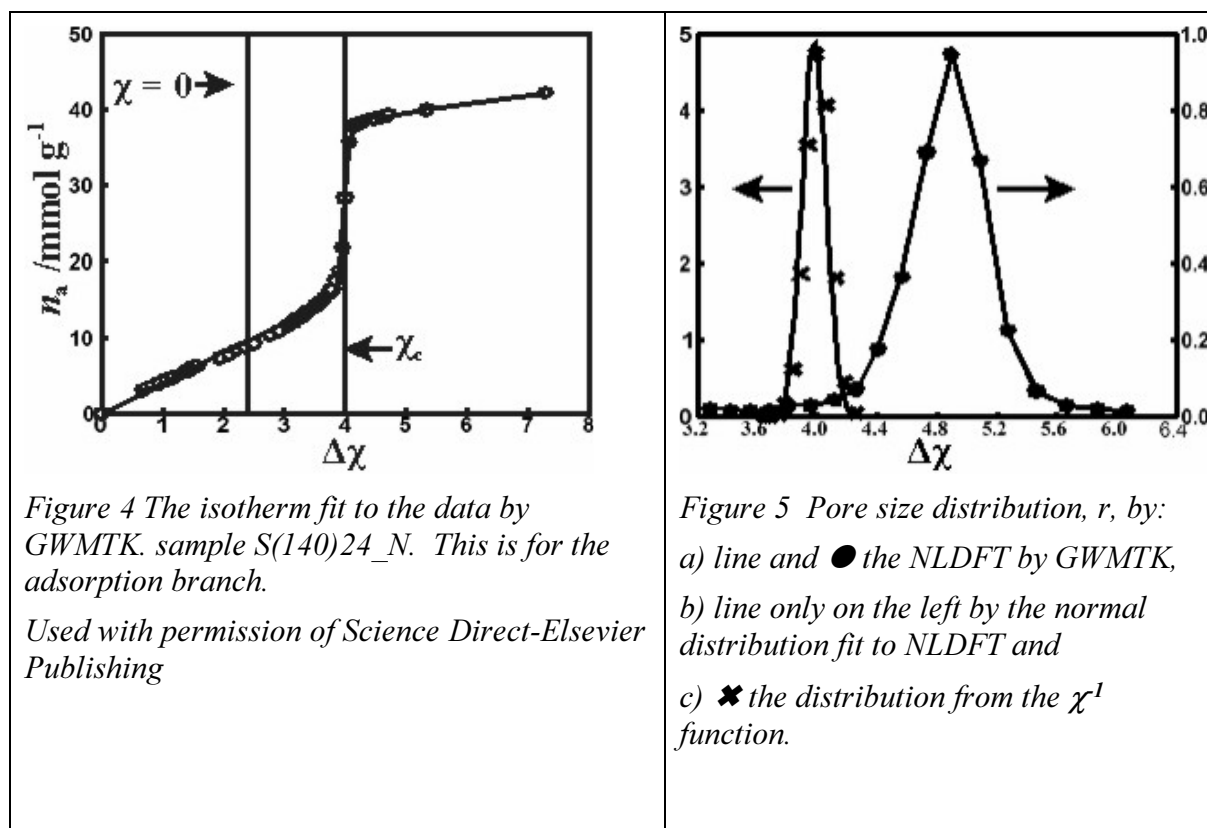 50
40
30
20
10
0
nₐ /mmol g⁻¹
χ = 0
χc
0 1 2 3 4 5 6 7 8
Δχ
Figure 4 The isotherm fit to the data by
GWMTK. sample S(140)24_N. This is for the
adsorption branch.
Used with permission of Science Direct-Elsevier
Publishing
5
4
3
2
1
0
1.0
0.8
0.6
0.4
0.2
0.0
3.2 3.6 4.0 4.4 4.8 5.2 5.6 6.0 6.4
Δχ
Figure 5 Pore size distribution, r, by:
a) line and ● the NLDFT by GWMTK,
b) line only on the left by the normal
distribution fit to NLDFT and
c) ✖ the distribution from the χ¹
function.